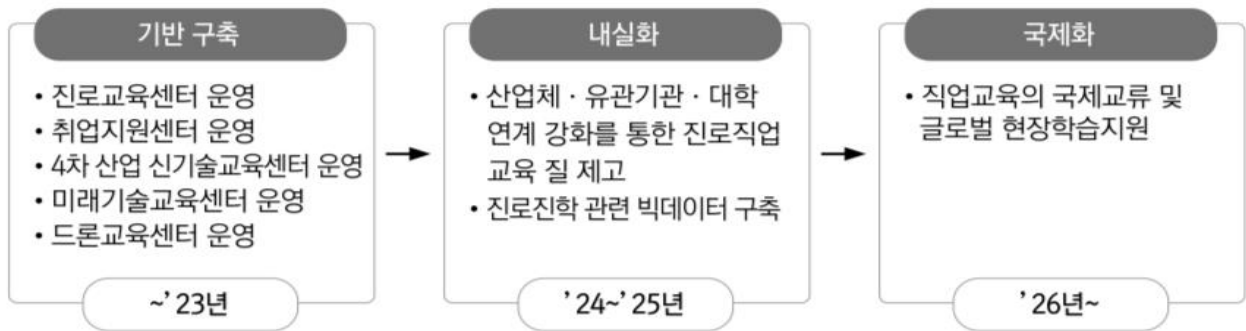 기반 구축
• 진로교육센터 운영
• 취업지원센터 운영
• 4차 산업 신기술교육센터 운영
• 미래기술교육센터 운영
• 드론교육센터 운영
~’23년
내실화
• 산업체 · 유관기관 · 대학
연계 강화를 통한 진로직업
교육 질 제고
• 진로진학 관련 빅데이터 구축
’24~’25년
국제화
• 직업교육의 국제교류 및
글로벌 현장학습지원
’26년~